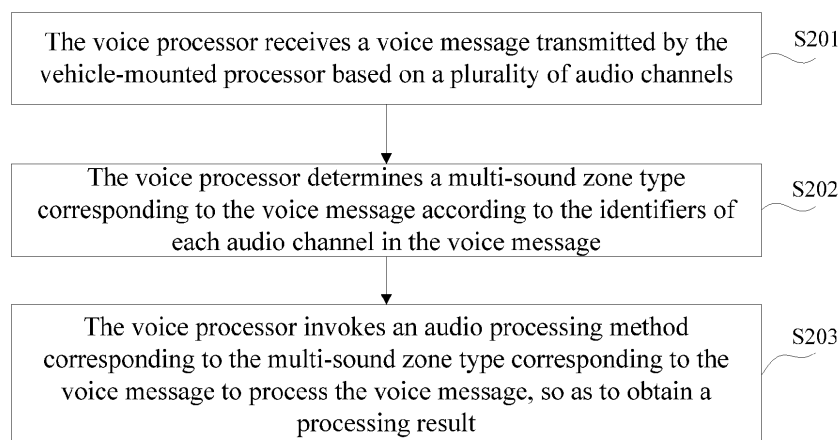 The voice processor receives a voice message transmitted by the
vehicle-mounted processor based on a plurality of audio channels
S201
The voice processor determines a multi-sound zone type
corresponding to the voice message according to the identifiers of
each audio channel in the voice message
S202
The voice processor invokes an audio processing method
corresponding to the multi-sound zone type corresponding to the
voice message to process the voice message, so as to obtain a
processing result
S203